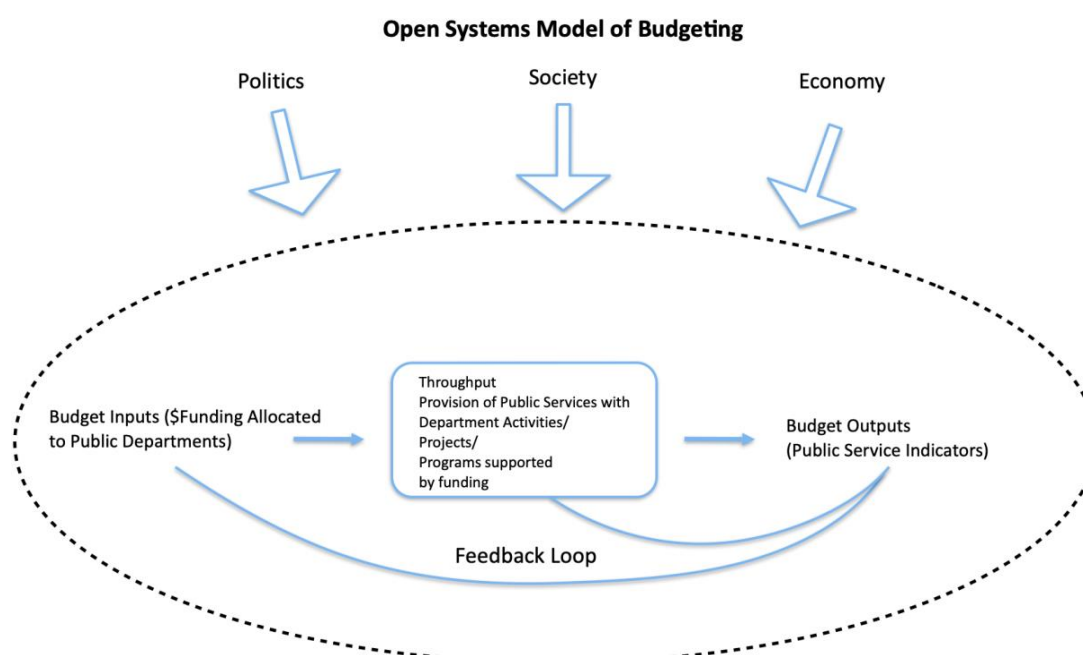 Open Systems Model of Budgeting
Politics
Society
Economy
Budget Inputs ($Funding Allocated
to Public Departments)
Throughput
Provision of Public Services with
Department Activities/
Projects/
Programs supported
by funding
Budget Outputs
(Public Service Indicators)
Feedback Loop